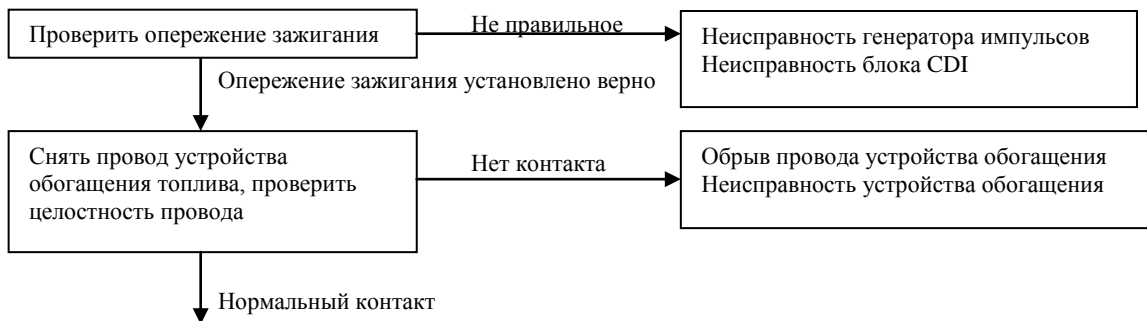 Проверить опережение зажигания
Не правильное
Неисправность генератора импульсов
Неисправность блока CDI
Опережение зажигания установлено верно
Снять провод устройства
обогащения топлива, проверить
целостность провода
Нет контакта
Обрыв провода устройства обогащения
Неисправность устройства обогащения
Нормальный контакт